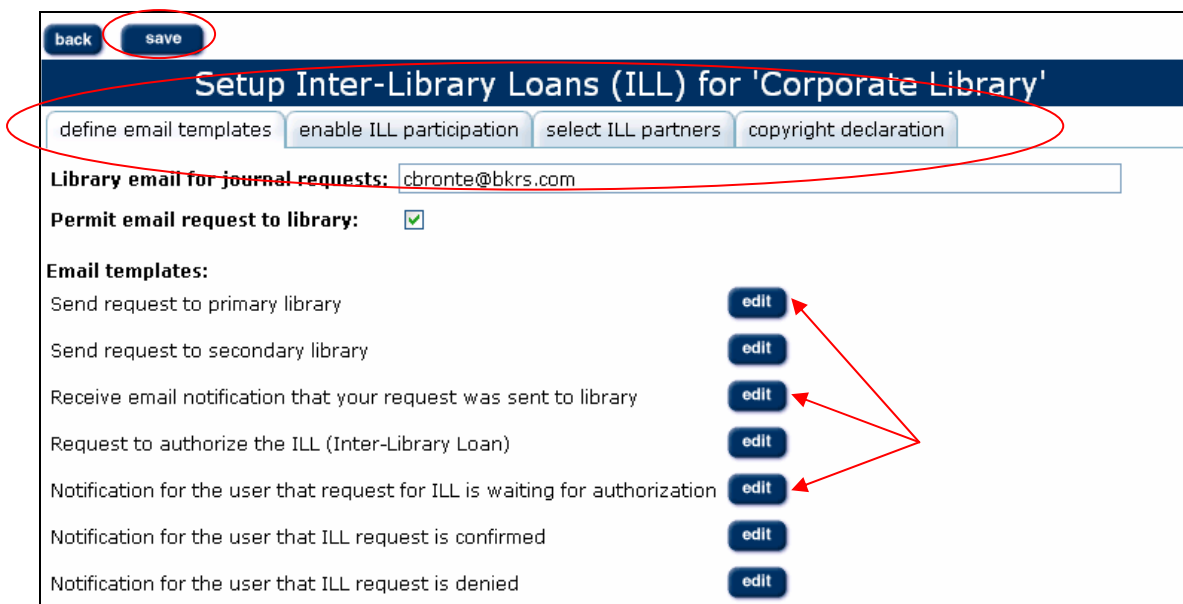 back save
Setup Inter-Library Loans (ILL) for 'Corporate Library'
define email templates enable ILL participation select ILL partners copyright declaration
Library email for journal requests: cbronte@bkrs.com
Permit email request to library:
Email templates:
Send request to primary library edit
Send request to secondary library edit
Receive email notification that your request was sent to library edit
Request to authorize the ILL (Inter-Library Loan) edit
Notification for the user that request for ILL is waiting for authorization edit
Notification for the user that ILL request is confirmed edit
Notification for the user that ILL request is denied edit